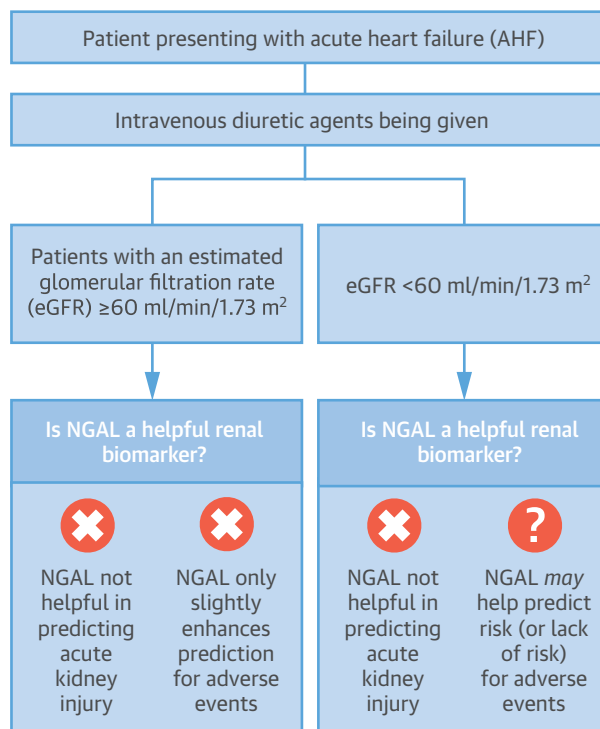 Patient presenting with acute heart failure (AHF)
Intravenous diuretic agents being given
Patients with an estimated
glomerular filtration rate
(eGFR) ≥60 ml/min/1.73 m²
eGFR <60 ml/min/1.73 m²
Is NGAL a helpful renal
biomarker?
NGAL not
helpful in
predicting
acute
kidney
injury
NGAL only
slightly
enhances
prediction
for adverse
events
Is NGAL a helpful renal
biomarker?
NGAL not
helpful in
predicting
acute
kidney
injury
?
NGAL may
help predict
risk (or lack
of risk)
for adverse
events